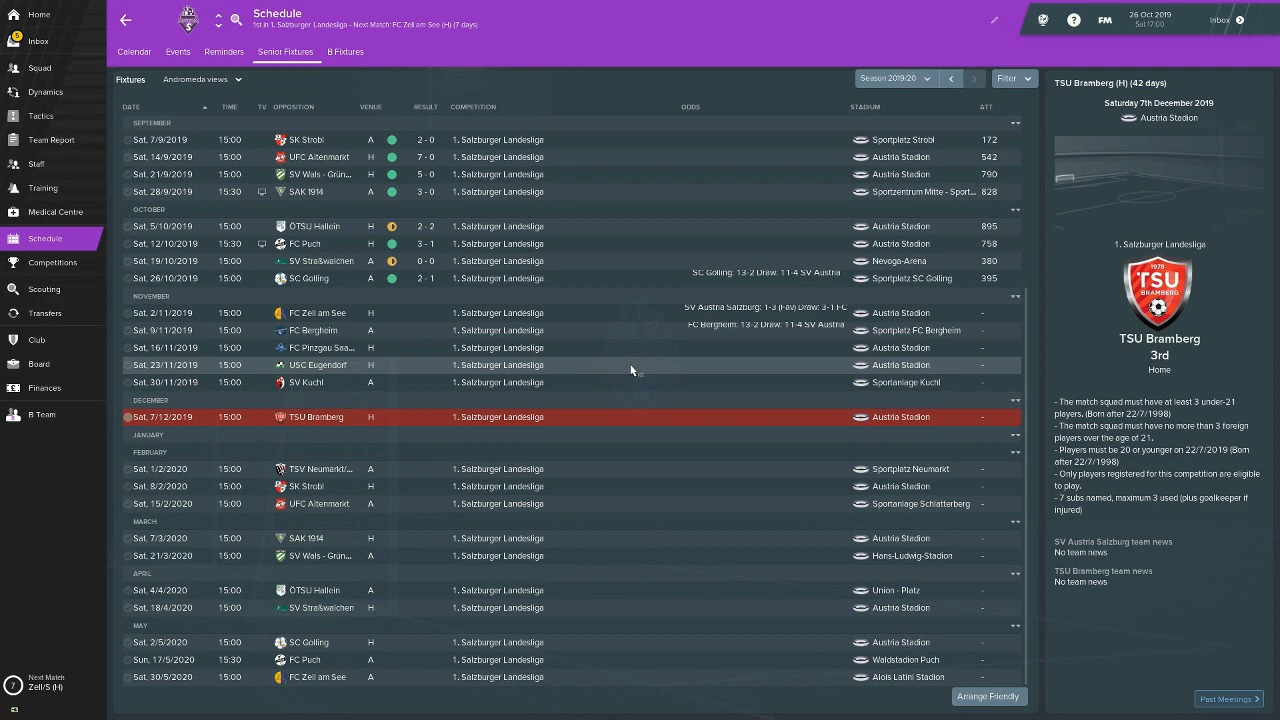 Home
5
Inbox
Squad
Dynamics
Tactics
Team Report
Staff
Training
Medical Centre
Schedule
Competitions
Scouting
Transfers
Club
Board
Finances
B Team
7
Next Match
Zell/S (H)
Schedule
1st in 1. Salzburger Landesliga - Next Match: FC Zell am See (H) (7 days)
? FM 26 Oct 2019 Inbox
Sat 17:00
Calendar Events Reminders Senior Fixtures B Fixtures
Fixtures Andromeda views Season 2019/20 Filter
DATE TIME TV OPPOSITION VENUE RESULT COMPETITION ODDS STADIUM ATT
SEPTEMBER
Sat, 7/9/2019 15:00 SK Strobl A 2 - 0 1. Salzburger Landesliga Sportplatz Strobl 172
Sat, 14/9/2019 15:00 UFC Altenmarkt H 7 - 0 1. Salzburger Landesliga Austria Stadion 542
Sat, 21/9/2019 15:00 SV Wals - Grün... H 5 - 0 1. Salzburger Landesliga Austria Stadion 790
Sat, 28/9/2019 15:30 SAK 1914 A 3 - 0 1. Salzburger Landesliga Sportzentrum Mitte - Sport... 828
OCTOBER
Sat, 5/10/2019 15:00 ÖTSU Hallein H 2 - 2 1. Salzburger Landesliga Austria Stadion 895
Sat, 12/10/2019 15:30 FC Puch H 3 - 1 1. Salzburger Landesliga Austria Stadion 758
Sat, 19/10/2019 15:00 SV Straßwalchen A 0 - 0 1. Salzburger Landesliga Nevoga-Arena 380
Sat, 26/10/2019 15:00 SC Golling A 2 - 1 1. Salzburger Landesliga SC Golling: 13-2 Draw: 11-4 SV Austria Sportplatz SC Golling 395
NOVEMBER
Sat, 2/11/2019 15:00 FC Zell am See H 1. Salzburger Landesliga SV Austria Salzburg: 1-3 (Fav) Draw: 3-1 FC Austria Stadion -
Sat, 9/11/2019 15:00 FC Bergheim A 1. Salzburger Landesliga FC Bergheim: 13-2 Draw: 11-4 SV Austria Sportplatz FC Bergheim -
Sat, 16/11/2019 15:00 FC Pinzgau Saa... H 1. Salzburger Landesliga Austria Stadion -
Sat, 23/11/2019 15:00 USC Eugendorf H 1. Salzburger Landesliga Austria Stadion -
Sat, 30/11/2019 15:00 SV Kuchl A 1. Salzburger Landesliga Sportanlage Kuchl -
DECEMBER
Sat, 7/12/2019 15:00 TSU Bramberg H 1. Salzburger Landesliga Austria Stadion -
JANUARY
FEBRUARY
Sat, 1/2/2020 15:00 TSV Neumarkt/... A 1. Salzburger Landesliga Sportplatz Neumarkt -
Sat, 8/2/2020 15:00 SK Strobl H 1. Salzburger Landesliga Austria Stadion -
Sat, 15/2/2020 15:00 UFC Altenmarkt A 1. Salzburger Landesliga Sportanlage Schlatterberg -
MARCH
Sat, 7/3/2020 15:00 SAK 1914 H 1. Salzburger Landesliga Austria Stadion -
Sat, 21/3/2020 15:00 SV Wals - Grün... A 1. Salzburger Landesliga Hans-Ludwig-Stadion -
APRIL
Sat, 4/4/2020 15:00 ÖTSU Hallein A 1. Salzburger Landesliga Union - Platz -
Sat, 18/4/2020 15:00 SV Straßwalchen H 1. Salzburger Landesliga Austria Stadion -
MAY
Sat, 2/5/2020 15:00 SC Golling H 1. Salzburger Landesliga Austria Stadion -
Sun, 17/5/2020 15:30 FC Puch A 1. Salzburger Landesliga Waldstadion Puch -
Sat, 30/5/2020 15:00 FC Zell am See A 1. Salzburger Landesliga Alois Latini Stadion -
Arrange Friendly
TSU Bramberg (H) (42 days)
Saturday 7th December 2019
Austria Stadion
1. Salzburger Landesliga
1978
TSU
BRAMBERG
TSU Bramberg
3rd
Home
- The match squad must have at least 3 under-21
players. (Born after 22/7/1998)
- The match squad must have no more than 3 foreign
players over the age of 21.
- Players must be 20 or younger on 22/7/2019 (Born
after 22/7/1998)
- Only players registered for this competition are eligible
to play.
- 7 subs named, maximum 3 used (plus goalkeeper if
injured)
SV Austria Salzburg team news
No team news
TSU Bramberg team news
No team news
Past Meetings